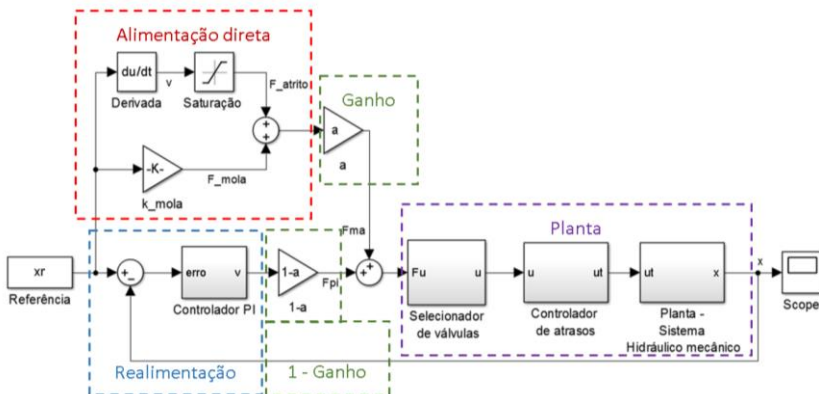 Alimentação direta
du/dt
v
Derivada
Saturação
F_atrito
+
+
Ganho
a
a
-K-
k_mola
F_mola
Fma
Planta
xr
Referência
+
−
erro
v
Controlador PI
1-a
1-a
Fpi
+
+
Fu
u
Selecionador
de válvulas
u
ut
Controlador
de atrasos
ut
x
Planta -
Sistema
Hidráulico mecânico
x
Scope
Realimentação
1 - Ganho